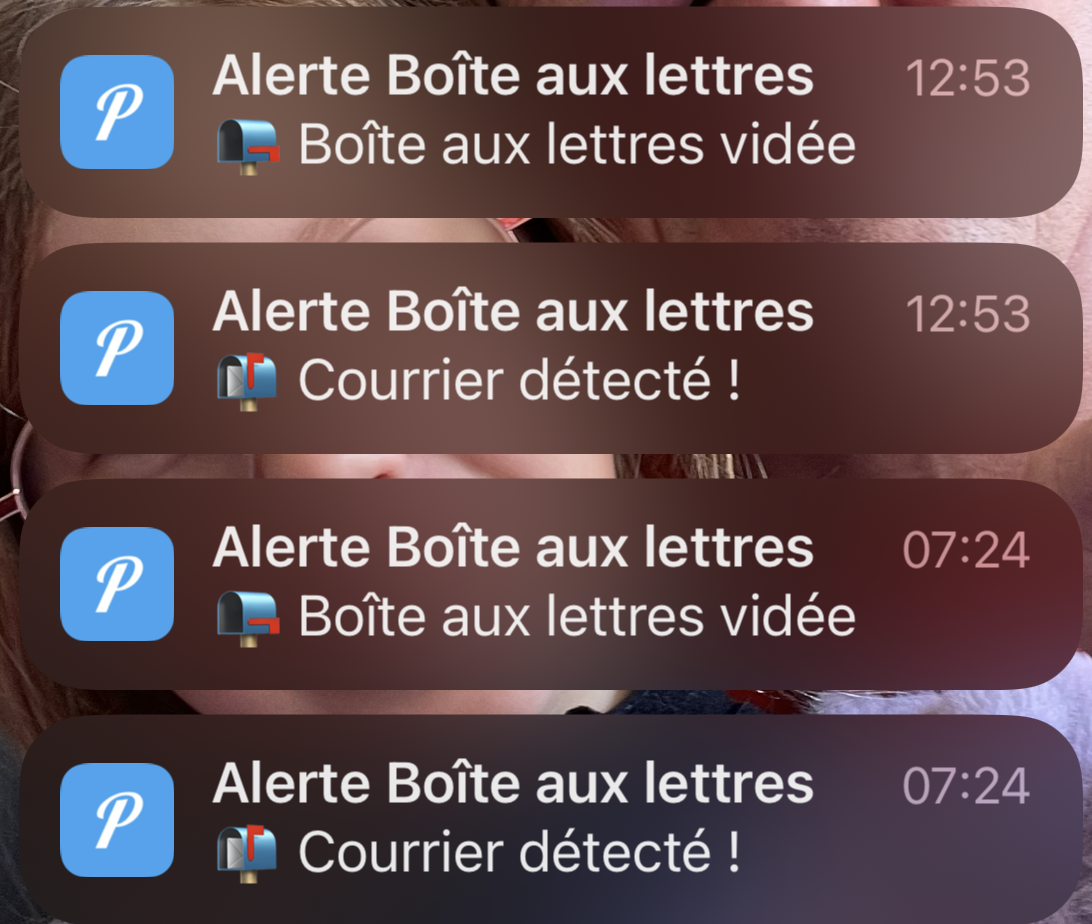 Alerte Boîte aux lettres 12:53
📭 Boîte aux lettres vidée
Alerte Boîte aux lettres 12:53
📬 Courrier détecté !
Alerte Boîte aux lettres 07:24
📭 Boîte aux lettres vidée
Alerte Boîte aux lettres 07:24
📬 Courrier détecté !